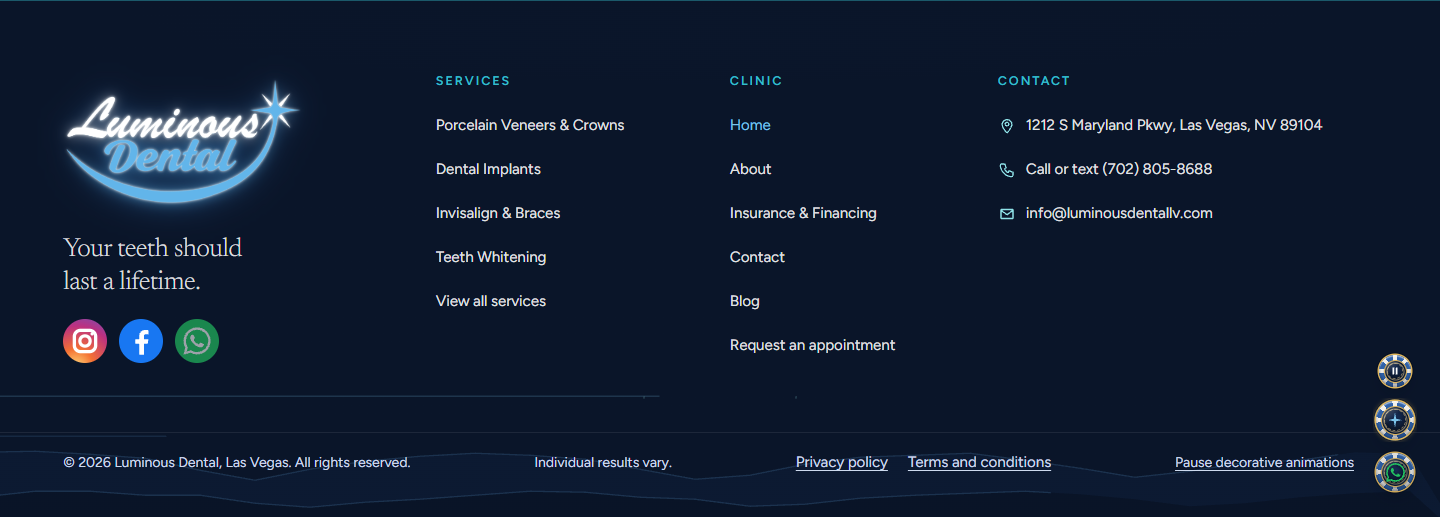 Luminous
Dental
Your teeth should
last a lifetime.
SERVICES
Porcelain Veneers & Crowns
Dental Implants
Invisalign & Braces
Teeth Whitening
View all services
CLINIC
Home
About
Insurance & Financing
Contact
Blog
Request an appointment
CONTACT
1212 S Maryland Pkwy, Las Vegas, NV 89104
Call or text (702) 805-8688
info@luminousdentallv.com
© 2026 Luminous Dental, Las Vegas. All rights reserved.
Individual results vary.
Privacy policy
Terms and conditions
Pause decorative animations